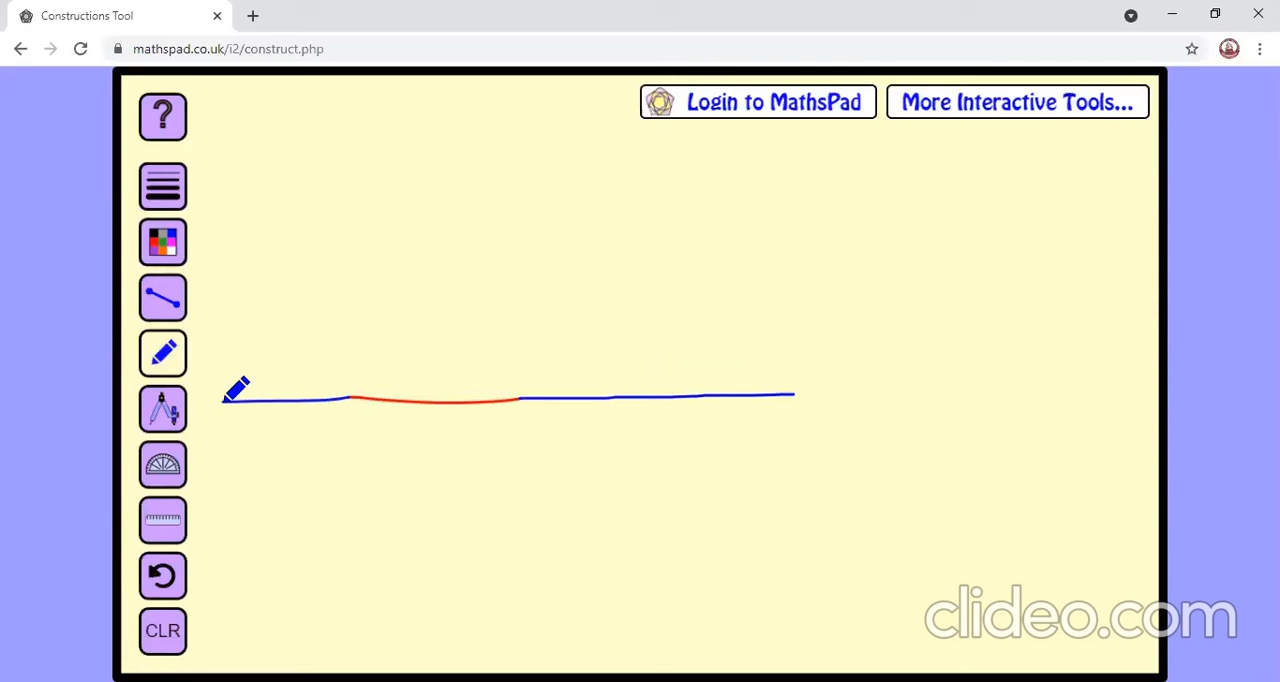 Constructions Tool
mathspad.co.uk/i2/construct.php
Login to MathsPad
More Interactive Tools...
?
CLR
clideo.com